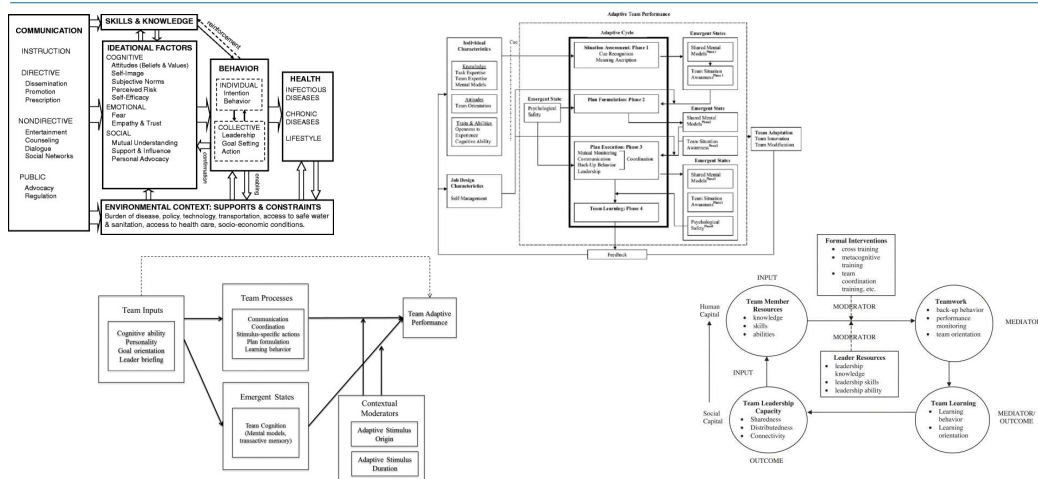 COMMUNICATION
INSTRUCTION
DIRECTIVE
Dissemination
Promotion
Prescription
NONDIRECTIVE
Entertainment
Counseling
Dialogue
Social Networks
PUBLIC
Advocacy
Regulation
SKILLS & KNOWLEDGE
reinforcement
IDEATIONAL FACTORS
COGNITIVE
Attitudes (Beliefs & Values)
Self-Image
Subjective Norms
Perceived Risk
Self-Efficacy
EMOTIONAL
Fear
Empathy & Trust
SOCIAL
Mutual Understanding
Support & Influence
Personal Advocacy
BEHAVIOR
INDIVIDUAL
Intention
Behavior
COLLECTIVE
Leadership
Goal Setting
Action
confirmation
enabling
HEALTH
INFECTIOUS
DISEASES
CHRONIC
DISEASES
LIFESTYLE
ENVIRONMENTAL CONTEXT: SUPPORTS & CONSTRAINTS
Burden of disease, policy, technology, transportation, access to safe water
& sanitation, access to health care, socio-economic conditions.
Adaptive Team Performance
Individual
Characteristics
Knowledge
Task Expertise
Team Expertise
Mental Models
Attitudes
Team Orientation
Traits & Abilities
Openness to
Experience
Cognitive Ability
Job Design
Characteristics
Self-Management
Cue
Emergent State
Psychological
Safety
Adaptive Cycle
Situation Assessment: Phase 1
Cue Recognition
Meaning Ascription
Plan Formulation: Phase 2
Plan Execution: Phase 3
Mutual Monitoring
Communication
Back-Up Behavior
Leadership
Coordination
Team Learning: Phase 4
Emergent States
Shared Mental
Models
Team Situation
Awareness
Emergent State
Shared Mental
Models
Team Situation
Awareness
Emergent States
Shared Mental
Models
Team Situation
Awareness
Psychological
Safety
Team Adaptation
Team Innovation
Team Modification
Feedback
Team Inputs
Cognitive ability
Personality
Goal orientation
Leader briefing
Team Processes
Communication
Coordination
Stimulus-specific actions
Plan formulation
Learning behavior
Emergent States
Team Cognition
(Mental models,
transactive memory)
Team Adaptive
Performance
Contextual
Moderators
Adaptive Stimulus
Origin
Adaptive Stimulus
Duration
Human
Capital
Social
Capital
INPUT
Team Member
Resources
• knowledge
• skills
• abilities
INPUT
Team Leadership
Capacity
• Sharedness
• Distributedness
• Connectivity
OUTCOME
Formal Interventions
• cross training
• metacognitive
training
• team
coordination
training, etc.
MODERATOR
MODERATOR
Leader Resources
• leadership
knowledge
• leadership skills
• leadership ability
Teamwork
• back-up behavior
• performance
monitoring
• team orientation
MEDIATOR
Team Learning
• Learning
behavior
• Learning
orientation
MEDIATOR/
OUTCOME